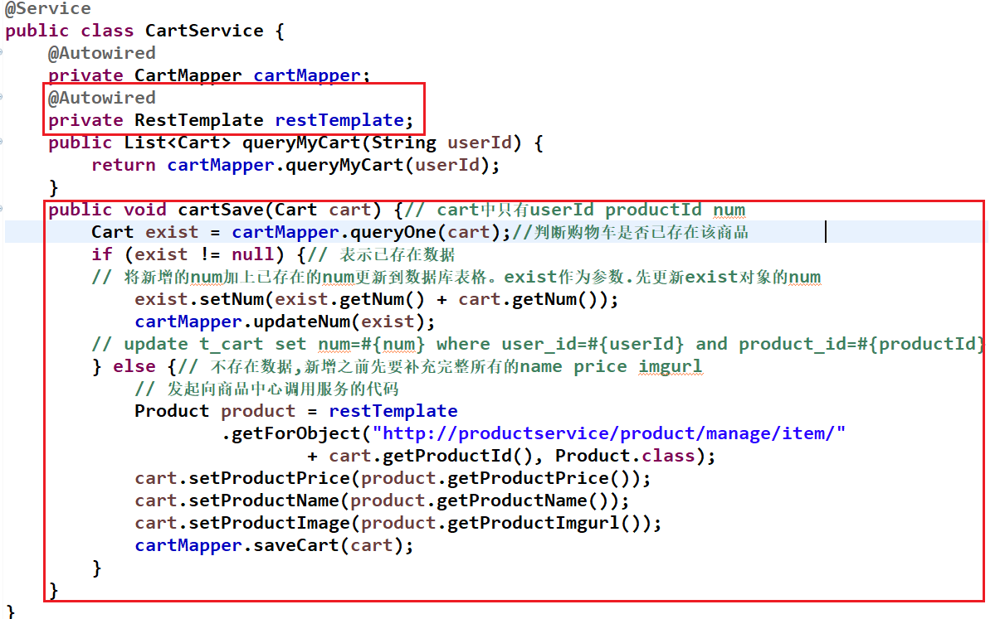 @Service
public class CartService {
@Autowired
private CartMapper cartMapper;
@Autowired
private RestTemplate restTemplate;
public List<Cart> queryMyCart(String userId) {
return cartMapper.queryMyCart(userId);
}
public void cartSave(Cart cart) {// cart中只有userId productId num
Cart exist = cartMapper.queryOne(cart);//判断购物车是否已存在该商品
if (exist != null) {// 表示已存在数据
// 将新增的num加上已存在的num更新到数据库表格。exist作为参数.先更新exist对象的num
exist.setNum(exist.getNum() + cart.getNum());
cartMapper.updateNum(exist);
// update t_cart set num=#{num} where user_id=#{userId} and product_id=#{productId}
} else {// 不存在数据,新增之前先要补充完整所有的name price imgurl
// 发起向商品中心调用服务的代码
Product product = restTemplate
.getForObject("http://productservice/product/manage/item/"
+ cart.getProductId(), Product.class);
cart.setProductPrice(product.getProductPrice());
cart.setProductName(product.getProductName());
cart.setProductImage(product.getProductImgurl());
cartMapper.saveCart(cart);
}
}
}